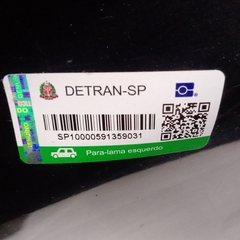 DETRAN-SP
SP10000591359031
Para-lama esquerdo